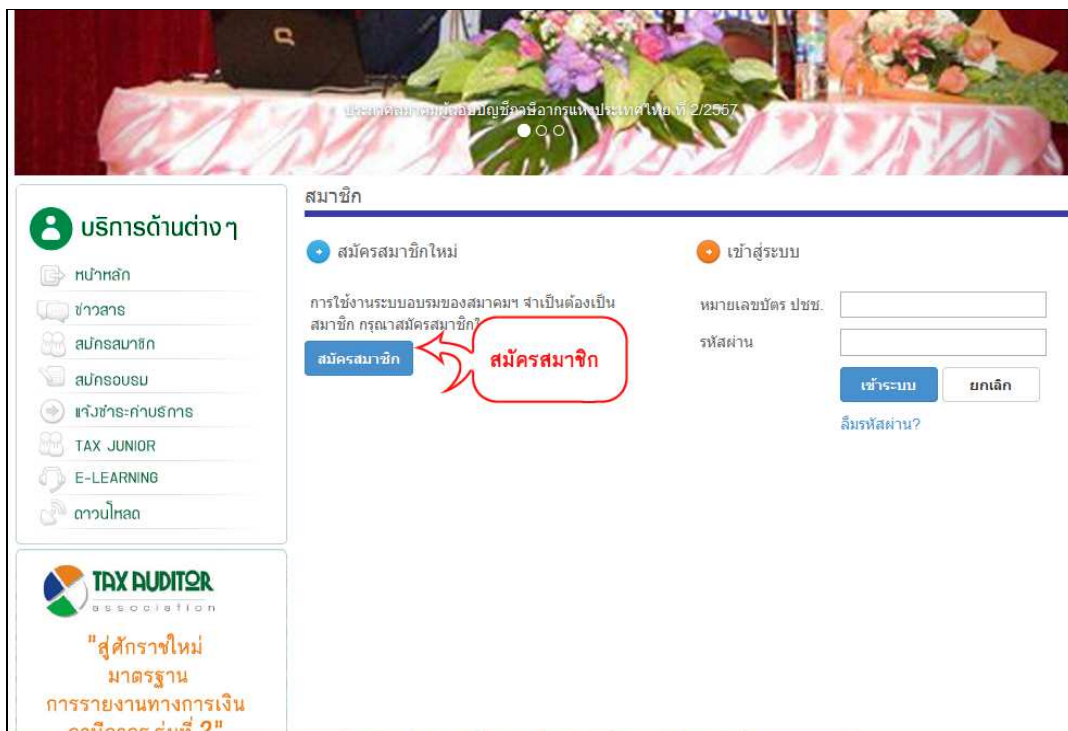 ประกาศสมาคมผู้สอบบัญชีภาษีอากรแห่งประเทศไทย ที่ 2/2557
สมาชิก
บริการด้านต่าง ๆ
หน้าหลัก
ข่าวสาร
สมัครสมาชิก
สมัครอบรม
แจ้งชำระค่าบริการ
TAX JUNIOR
E-LEARNING
ดาวน์โหลด
สมัครสมาชิกใหม่
การใช้งานระบบอบรมของสมาคมฯ จำเป็นต้องเป็น
สมาชิก กรุณาสมัครสมาชิก
สมัครสมาชิก
สมัครสมาชิก
เข้าสู่ระบบ
หมายเลขบัตร ปชช.
รหัสผ่าน
เข้าระบบ
ยกเลิก
ลืมรหัสผ่าน?
TAX AUDITOR
association
"สู่ศักราชใหม่
มาตรฐาน
การรายงานทางการเงิน